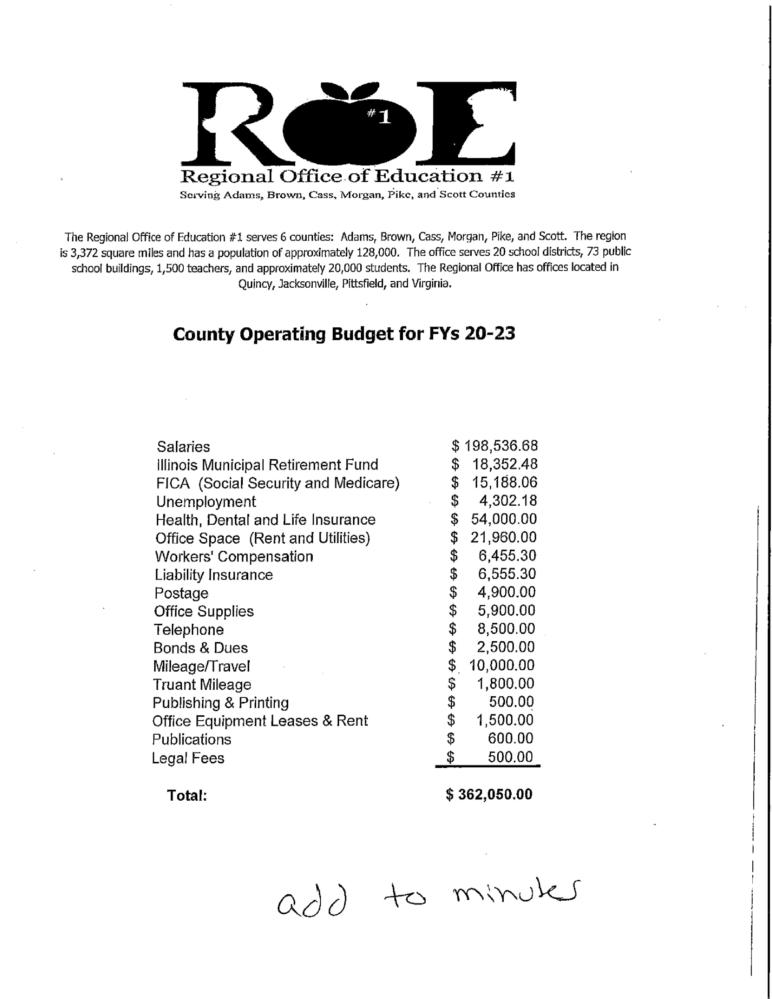 ROE
#1
Regional Office of Education #1
Serving Adams, Brown, Cass, Morgan, Pike, and Scott Counties
The Regional Office of Education #1 serves 6 counties: Adams, Brown, Cass, Morgan, Pike, and Scott. The region
is 3,372 square miles and has a population of approximately 128,000. The office serves 20 school districts, 73 public
school buildings, 1,500 teachers, and approximately 20,000 students. The Regional Office has offices located in
Quincy, Jacksonville, Pittsfield, and Virginia.
County Operating Budget for FYs 20-23
Salaries $ 198,536.68
Illinois Municipal Retirement Fund $ 18,352.48
FICA (Social Security and Medicare) $ 15,188.06
Unemployment $ 4,302.18
Health, Dental and Life Insurance $ 54,000.00
Office Space (Rent and Utilities) $ 21,960.00
Workers' Compensation $ 6,455.30
Liability Insurance $ 6,555.30
Postage $ 4,900.00
Office Supplies $ 5,900.00
Telephone $ 8,500.00
Bonds & Dues $ 2,500.00
Mileage/Travel $ 10,000.00
Truant Mileage $ 1,800.00
Publishing & Printing $ 500.00
Office Equipment Leases & Rent $ 1,500.00
Publications $ 600.00
Legal Fees $ 500.00
Total: $ 362,050.00
add to minutes